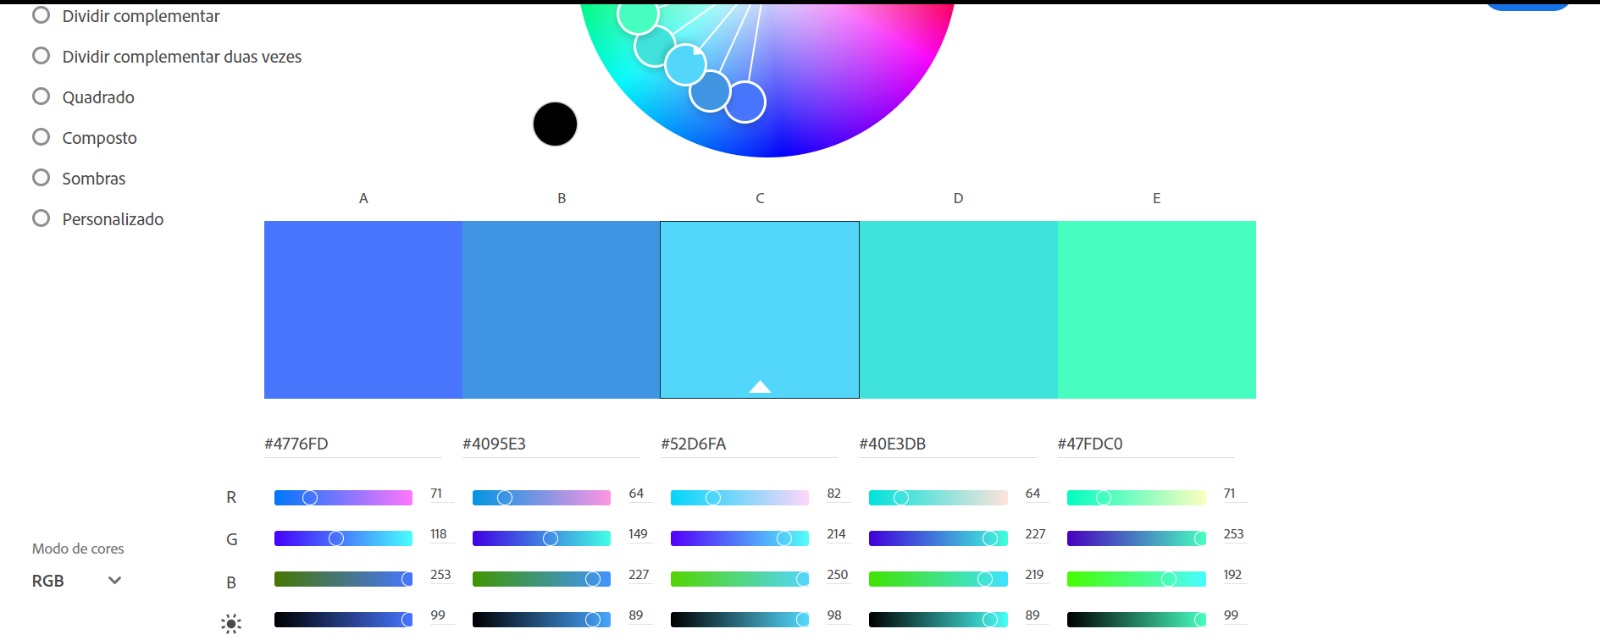 Dividir complementar
Dividir complementar duas vezes
Quadrado
Composto
Sombras
Personalizado
A B C D E
#4776FD #4095E3 #52D6FA #40E3DB #47FDC0
R 71 64 82 64 71
G 118 149 214 227 253
Modo de cores
RGB
B 253 227 250 219 192
99 89 98 89 99